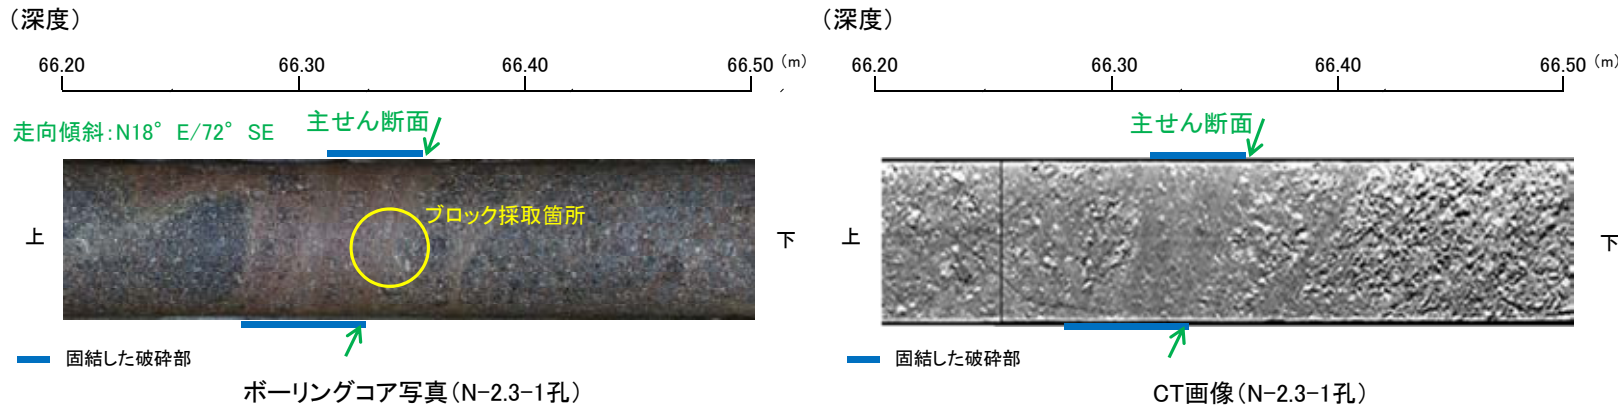 （深度）
66.20 66.30 66.40 66.50 (m)
走向傾斜:N18° E/72° SE
主せん断面
ブロック採取箇所
上
下
固結した破砕部
ボーリングコア写真(N-2.3-1孔)
（深度）
66.20 66.30 66.40 66.50 (m)
主せん断面
上
下
固結した破砕部
CT画像(N-2.3-1孔)